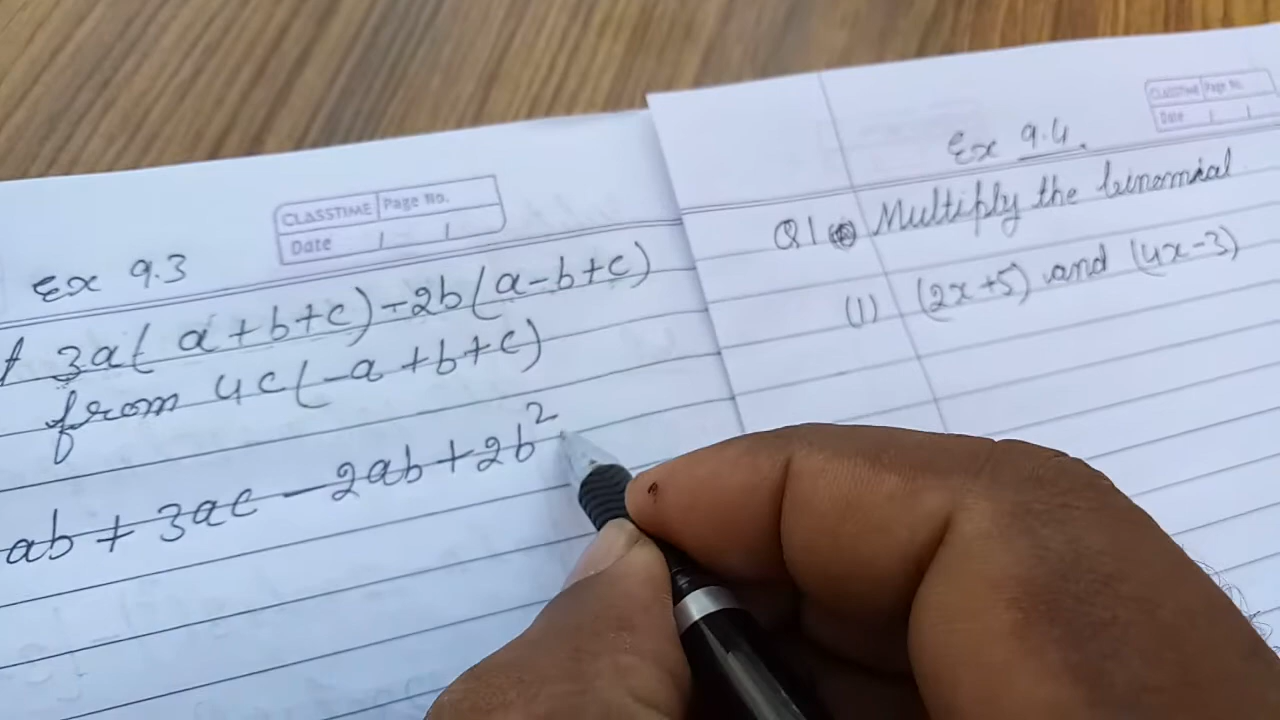 CLASSTIME Page No.
Date / /
Ex 9.3
3a( a+b+c)-2b(a-b+c)
from 4c(-a+b+c)
ab + 3ac - 2ab+2b²
CLASSTIME Page No.
Date / /
Ex 9.4.
Q1 Multiply the binomial
(1) (2x+5) and (4x-3)